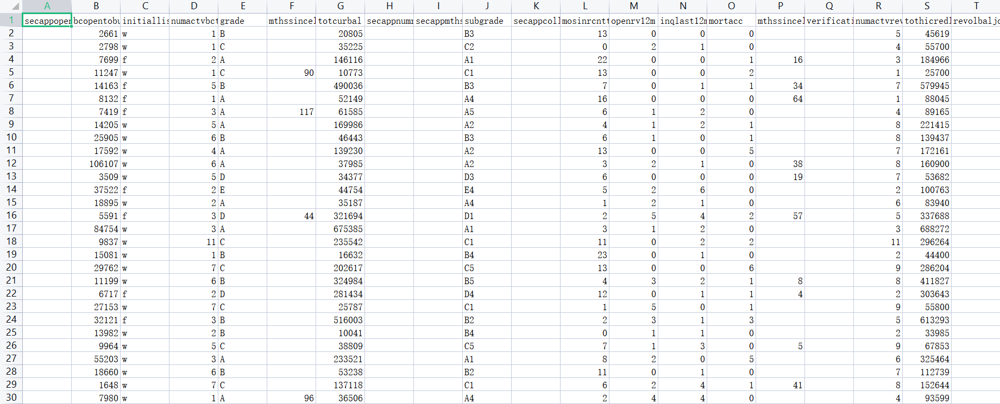 A B C D E F G H I J K L M N O P Q R S T
1 secappopen bcopentobu initiallis numactvbct grade mthssincel totcurbal secappnumr secappmths subgrade secappcoll mosinrcntt openrv12m inqlast12m mortacc mthssincel verificati numactvrev tothicredl revolbaljo
2 2661 w 1 B 20805 B3 13 0 0 0 5 45619
3 2798 w 1 C 35225 C2 0 2 1 0 4 55700
4 7699 f 2 A 146116 A1 22 0 0 1 16 3 184966
5 11247 w 1 C 90 10773 C1 13 0 0 2 1 25700
6 14163 f 5 B 490036 B3 7 0 1 1 34 7 579945
7 8132 f 1 A 52149 A4 16 0 0 0 64 1 88045
8 7419 f 3 A 117 61585 A5 6 1 2 0 4 89165
9 14205 w 5 A 169986 A2 4 1 2 1 8 221415
10 25905 w 6 B 46443 B3 6 1 0 1 8 139437
11 17592 w 4 A 139230 A2 13 0 0 5 7 172161
12 106107 w 6 A 37985 A2 3 2 1 0 38 8 160900
13 3509 w 5 D 34377 D3 6 0 0 0 19 7 53682
14 37522 f 2 E 44754 E4 5 2 6 0 2 100763
15 18895 w 2 A 35187 A4 1 2 1 0 6 83940
16 5591 f 3 D 44 321694 D1 2 5 4 2 57 5 337688
17 84754 w 3 A 675385 A1 3 1 2 0 3 688272
18 9837 w 11 C 235542 C1 11 0 2 2 11 296264
19 15081 w 1 B 16632 B4 23 0 1 0 2 44400
20 29762 w 7 C 202617 C5 13 0 0 6 9 286204
21 11199 w 6 B 324984 B5 4 3 2 1 8 8 411827
22 6717 f 2 D 281434 D4 12 0 1 1 4 2 303643
23 27153 w 7 C 25787 C1 1 5 0 1 9 55800
24 32121 f 3 B 516003 B2 2 3 1 3 5 613293
25 13982 w 2 B 10041 B4 0 1 1 0 2 33985
26 9964 w 5 C 38809 C5 7 1 3 0 5 9 67853
27 55203 w 3 A 233521 A1 8 2 0 5 6 325464
28 18660 w 6 B 53238 B2 11 0 1 0 7 112739
29 1648 w 7 C 137118 C1 6 2 4 1 41 8 152644
30 7980 w 1 A 96 36506 A4 2 4 4 0 4 93599